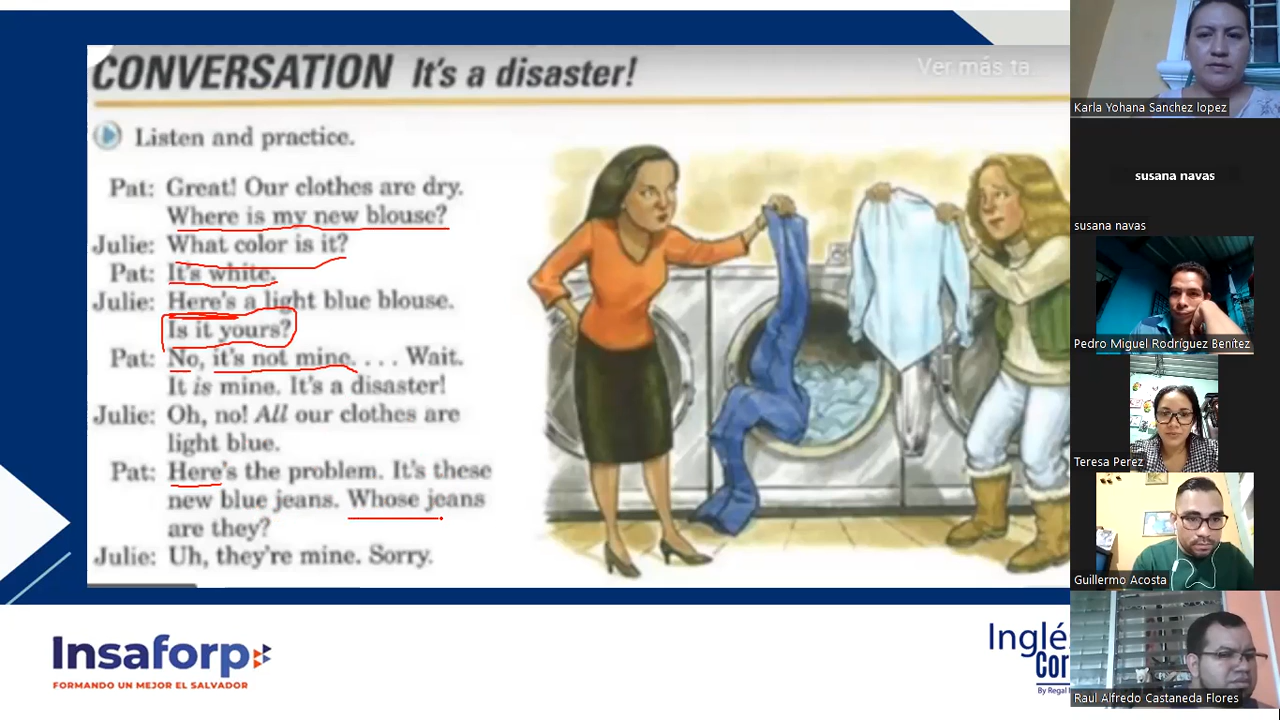 CONVERSATION It's a disaster!
Ver más ta
Listen and practice.
Pat: Great! Our clothes are dry.
Where is my new blouse?
Julie: What color is it?
Pat: It's white.
Julie: Here's a light blue blouse.
Is it yours?
Pat: No, it's not mine. . . . Wait.
It is mine. It's a disaster!
Julie: Oh, no! All our clothes are
light blue.
Pat: Here's the problem. It's these
new blue jeans. Whose jeans
are they?
Julie: Uh, they're mine. Sorry.
Insaforp
FORMANDO UN MEJOR EL SALVADOR
Inglé
Cor
By Regal
Karla Yohana Sanchez lopez
susana navas
susana navas
Pedro Miguel Rodríguez Benítez
Teresa Perez
Guillermo Acosta
Raul Alfredo Castaneda Flores